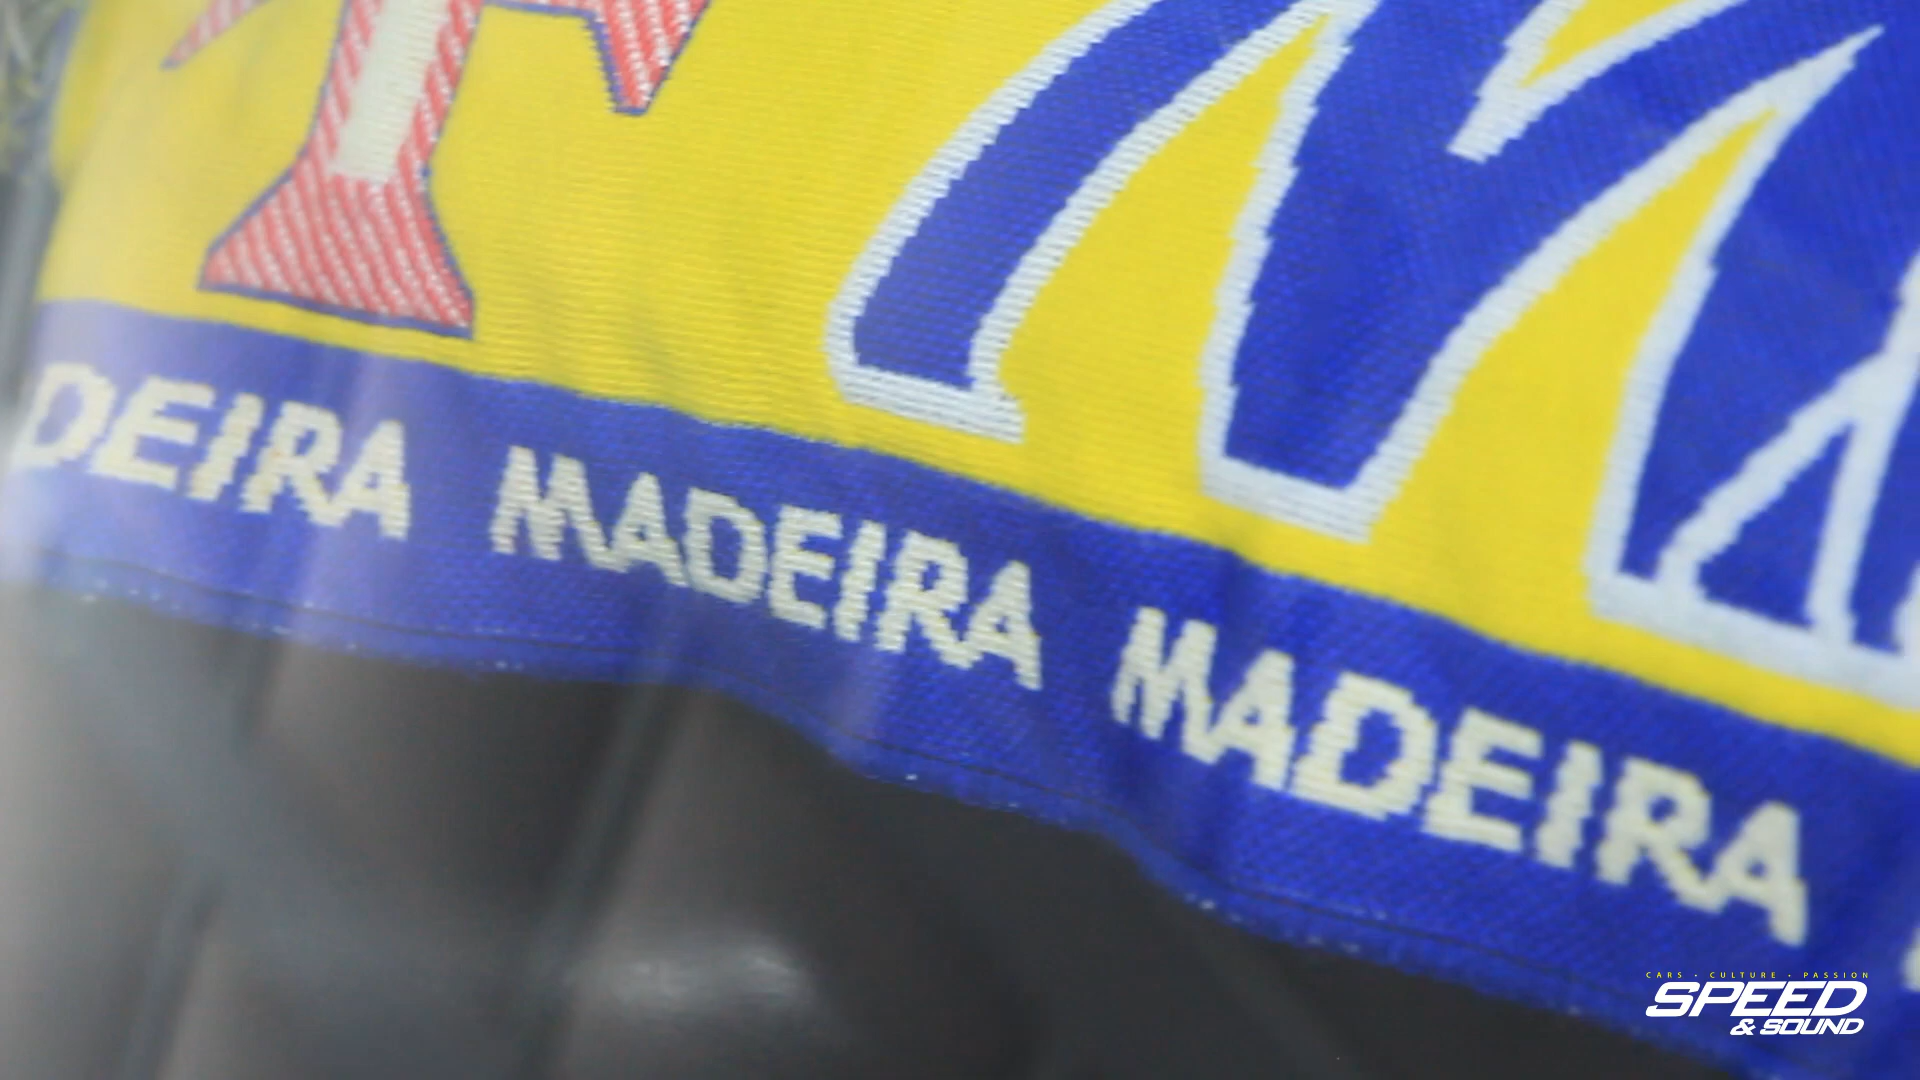 DEIRA MADEIRA MADEIRA
CARS · CULTURE · PASSION
SPEED
& SOUND